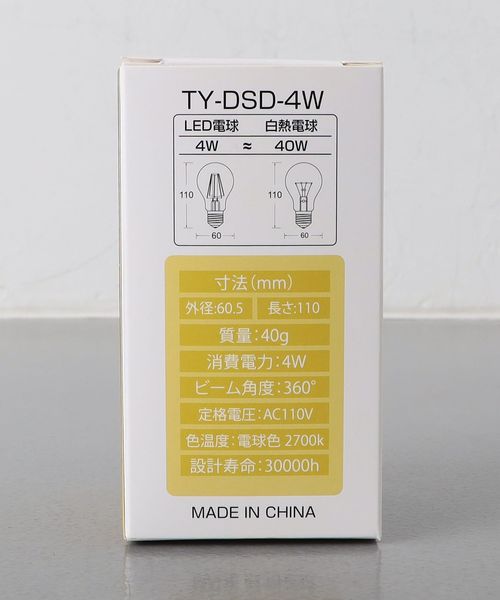 TY-DSD-4W
LED電球 白熱電球
4W ≈ 40W
110 110
60 60
寸法(mm)
外径:60.5 長さ:110
質量:40g
消費電力:4W
ビーム角度:360°
定格電圧:AC110V
色温度:電球色 2700k
設計寿命:30000h
MADE IN CHINA